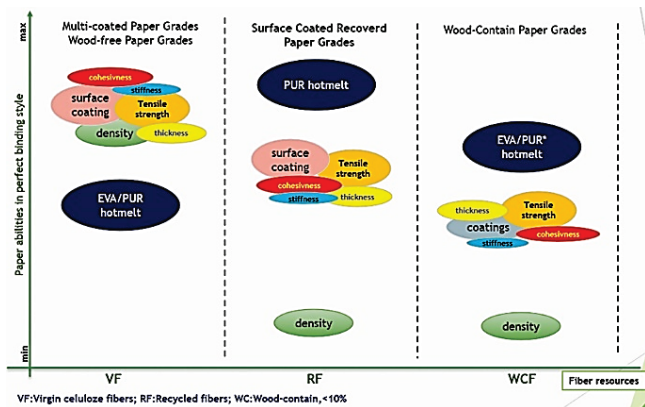 max
Paper abilities in perfect binding style
min
Multi-coated Paper Grades
Wood-free Paper Grades
cohesivness
stiffness
surface
coating
Tensile
strength
density
thickness
EVA/PUR
hotmelt
Surface Coated Recoverd
Paper Grades
PUR hotmelt
surface
coating
Tensile
strength
cohesivness
stiffness
thickness
density
Wood-Contain Paper Grades
EVA/PUR*
hotmelt
thickness
Tensile
strength
coatings
cohesivness
stiffness
density
VF
RF
WCF
Fiber resources
VF:Virgin celuloze fibers; RF:Recycled fibers; WC:Wood-contain,<10%